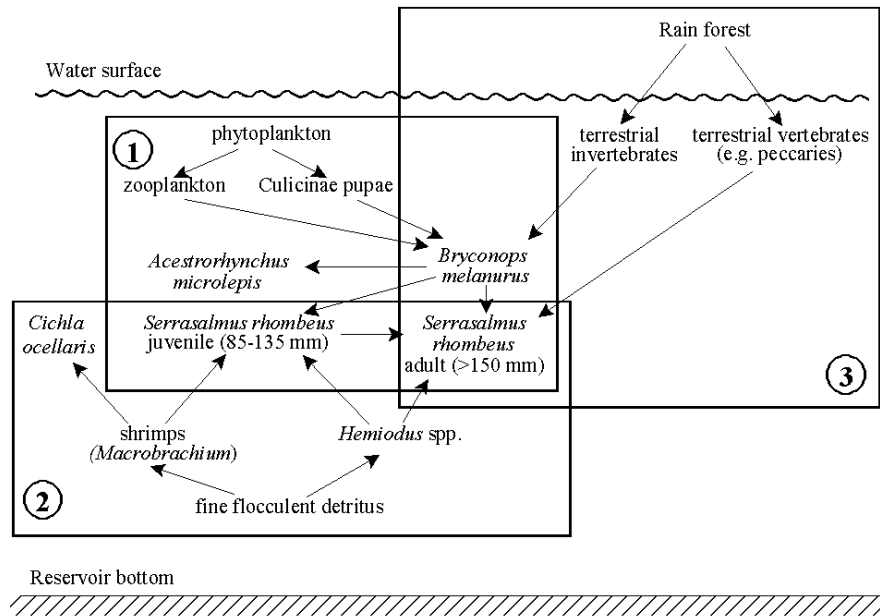 Rain forest
Water surface
1
phytoplankton
terrestrial
invertebrates
terrestrial vertebrates
(e.g. peccaries)
zooplankton
Culicinae pupae
Acestrorhynchus
microlepis
Bryconops
melanurus
Cichla
ocellaris
Serrasalmus rhombeus
juvenile (85-135 mm)
Serrasalmus
rhombeus
adult (>150 mm)
3
shrimps
(Macrobrachium)
Hemiodus spp.
2
fine flocculent detritus
Reservoir bottom